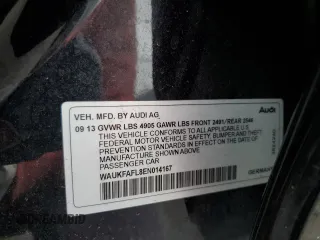 VEH. MFD. BY AUDI AG
Audi
09 13 GVWR LBS 4905 GAWR LBS FRONT 2491/REAR 2544
THIS VEHICLE CONFORMS TO ALL APPLICABLE U.S.
FEDERAL MOTOR VEHICLE SAFETY, BUMPER, AND
THEFT PREVENTION STANDARDS IN EFFECT ON THE DATE OF
MANUFACTURE SHOWN ABOVE
PASSENGER CAR
GERMANY
WAUKFAFL8EN014167